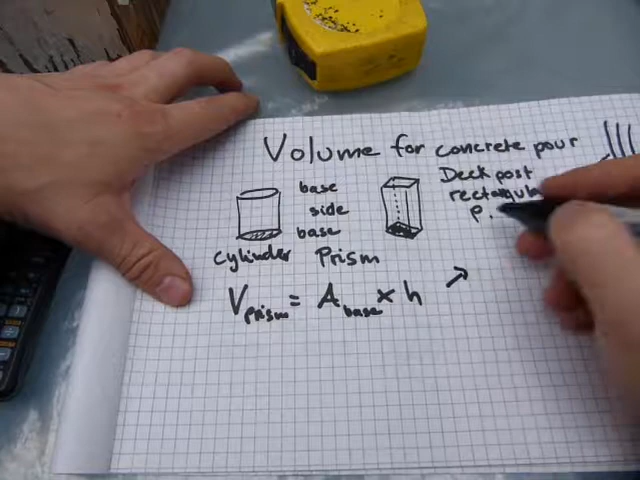 Volume for concrete pour
Deck post
base
side
base
Cylinder Prism
V prism = A base × h →